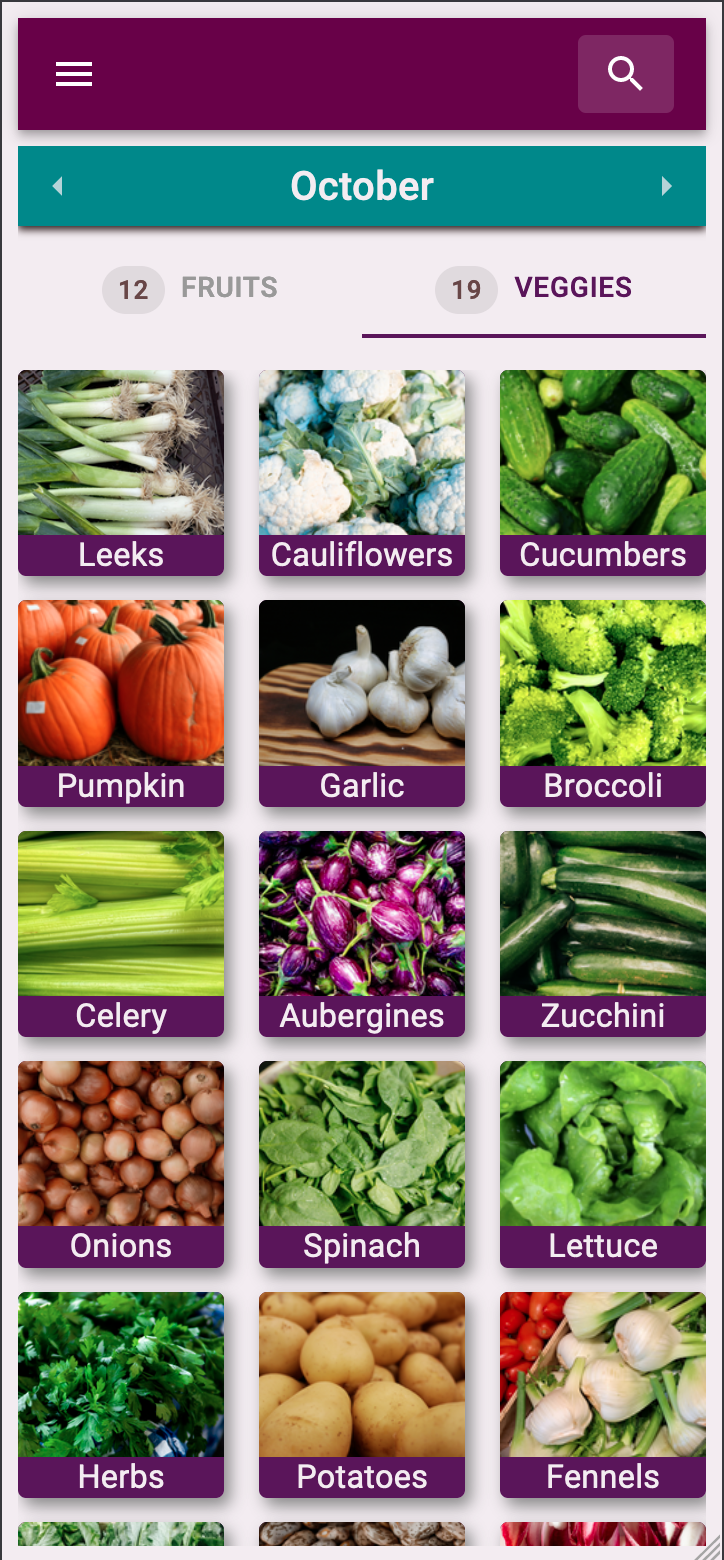 October
12 FRUITS 19 VEGGIES
Leeks Cauliflowers Cucumbers
Pumpkin Garlic Broccoli
Celery Aubergines Zucchini
Onions Spinach Lettuce
Herbs Potatoes Fennels